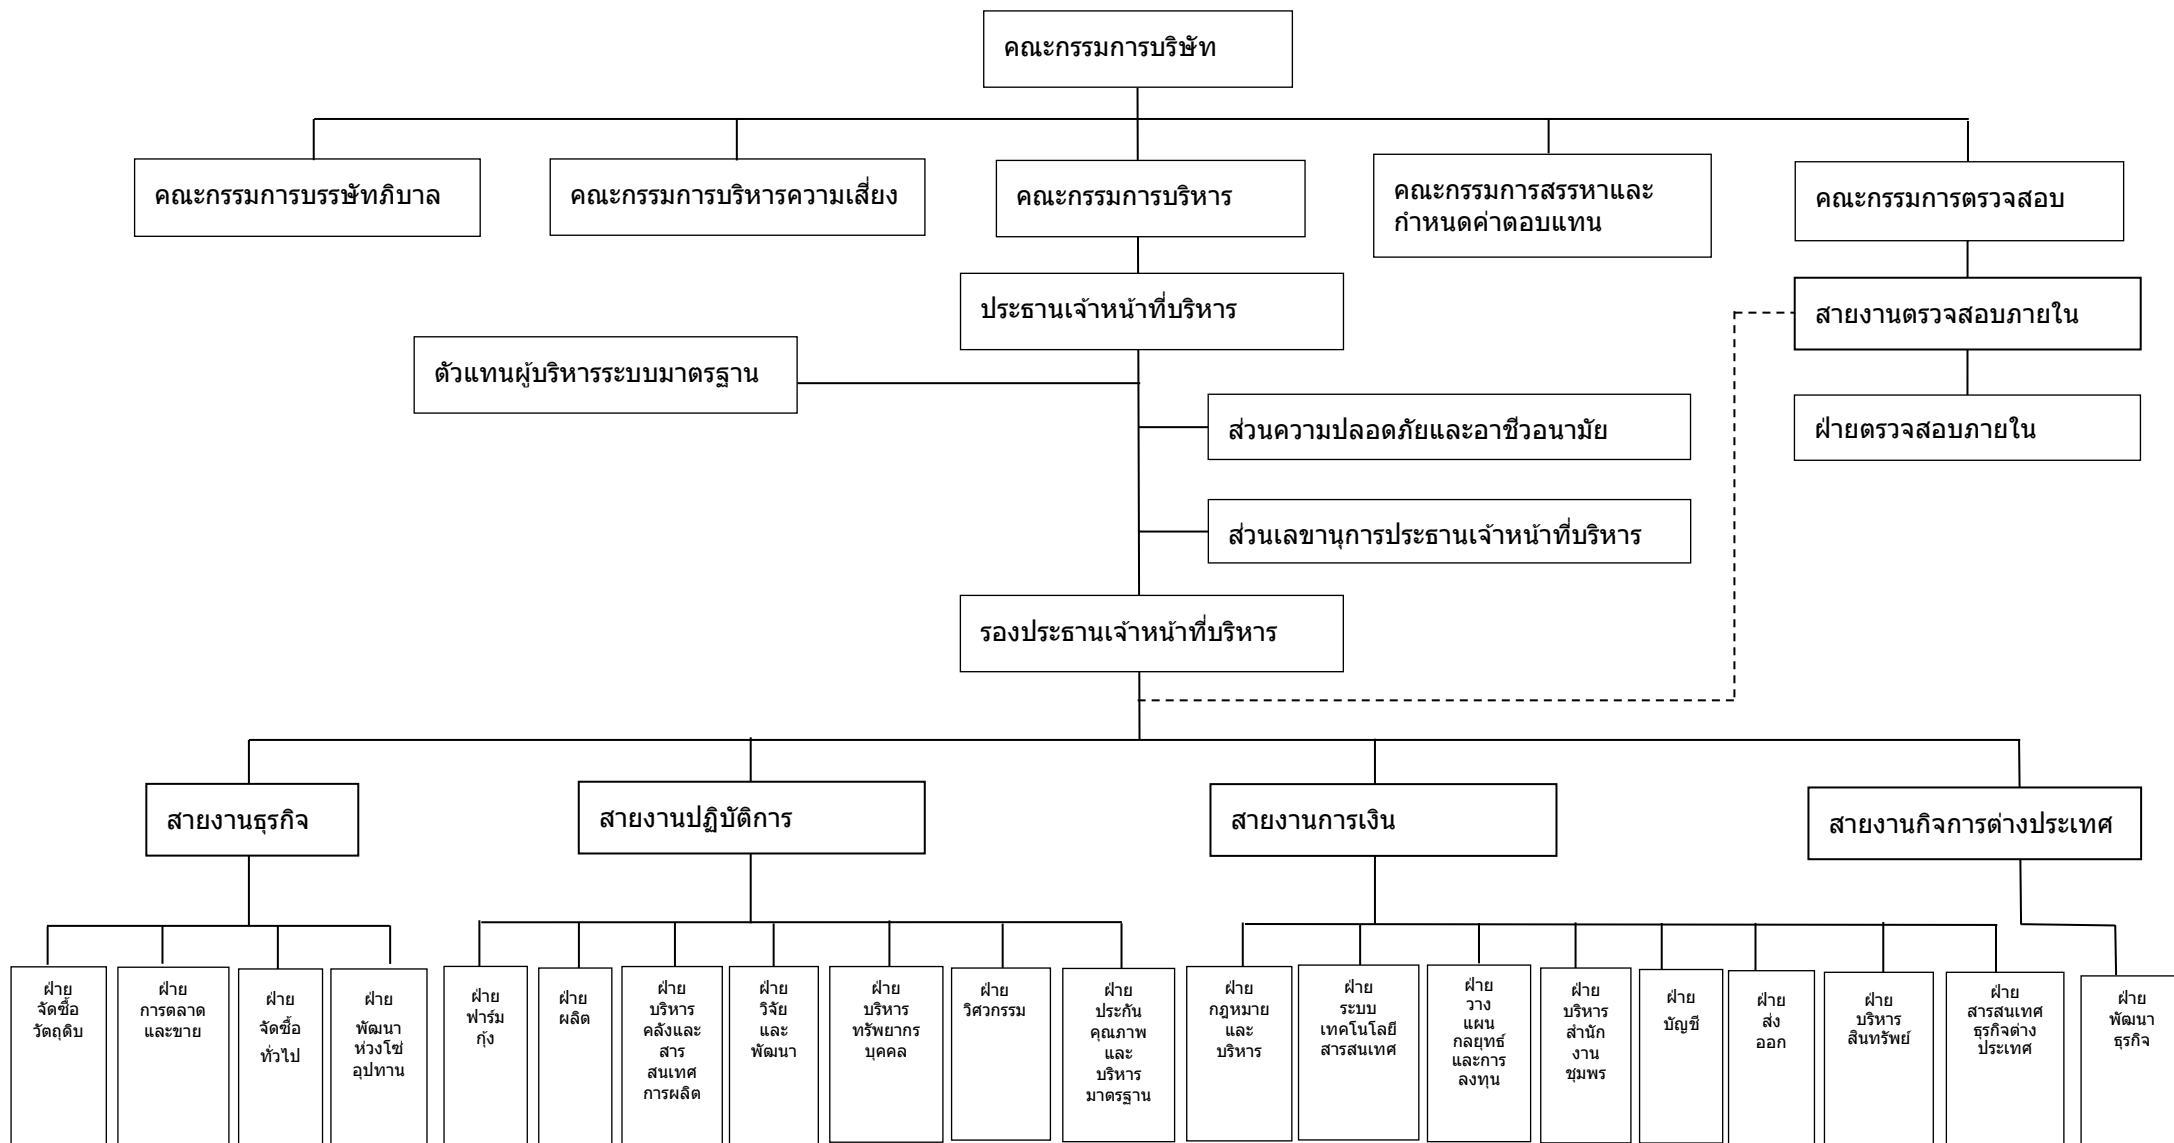 คณะกรรมการบริษัท
คณะกรรมการบรรษัทภิบาล
คณะกรรมการบริหารความเสี่ยง
คณะกรรมการบริหาร
คณะกรรมการสรรหาและ
กำหนดค่าตอบแทน
คณะกรรมการตรวจสอบ
ประธานเจ้าหน้าที่บริหาร
สายงานตรวจสอบภายใน
ตัวแทนผู้บริหารระบบมาตรฐาน
ส่วนความปลอดภัยและอาชีวอนามัย
ฝ่ายตรวจสอบภายใน
ส่วนเลขานุการประธานเจ้าหน้าที่บริหาร
รองประธานเจ้าหน้าที่บริหาร
สายงานธุรกิจ
สายงานปฏิบัติการ
สายงานการเงิน
สายงานกิจการต่างประเทศ
ฝ่าย
จัดซื้อ
วัตถุดิบ
ฝ่าย
การตลาด
และขาย
ฝ่าย
จัดซื้อ
ทั่วไป
ฝ่าย
พัฒนา
ห่วงโซ่
อุปทาน
ฝ่าย
ฟาร์ม
กุ้ง
ฝ่าย
ผลิต
ฝ่าย
บริหาร
คลังและ
สาร
สนเทศ
การผลิต
ฝ่าย
วิจัย
และ
พัฒนา
ฝ่าย
บริหาร
ทรัพยากร
บุคคล
ฝ่าย
วิศวกรรม
ฝ่าย
ประกัน
คุณภาพ
และ
บริหาร
มาตรฐาน
ฝ่าย
กฎหมาย
และ
บริหาร
ฝ่าย
ระบบ
เทคโนโลยี
สารสนเทศ
ฝ่าย
วาง
แผน
กลยุทธ์
และการ
ลงทุน
ฝ่าย
บริหาร
สำนัก
งาน
ชุมพร
ฝ่าย
บัญชี
ฝ่าย
ส่ง
ออก
ฝ่าย
บริหาร
สินทรัพย์
ฝ่าย
สารสนเทศ
ธุรกิจต่าง
ประเทศ
ฝ่าย
พัฒนา
ธุรกิจ